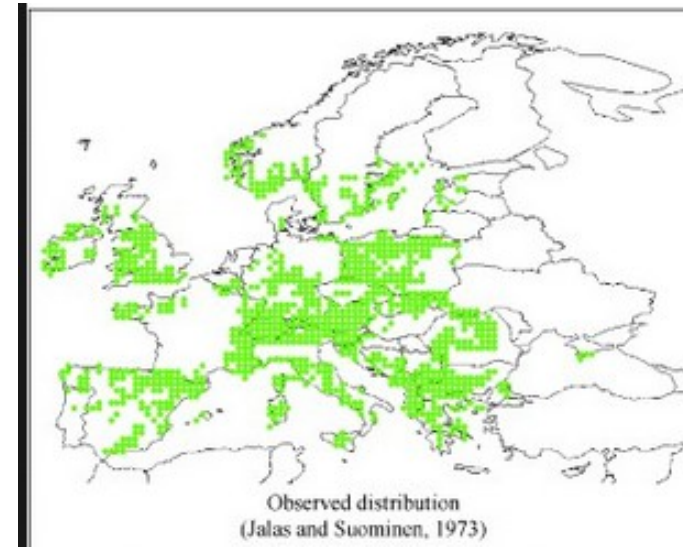 Observed distribution
(Jalas and Suominen, 1973)